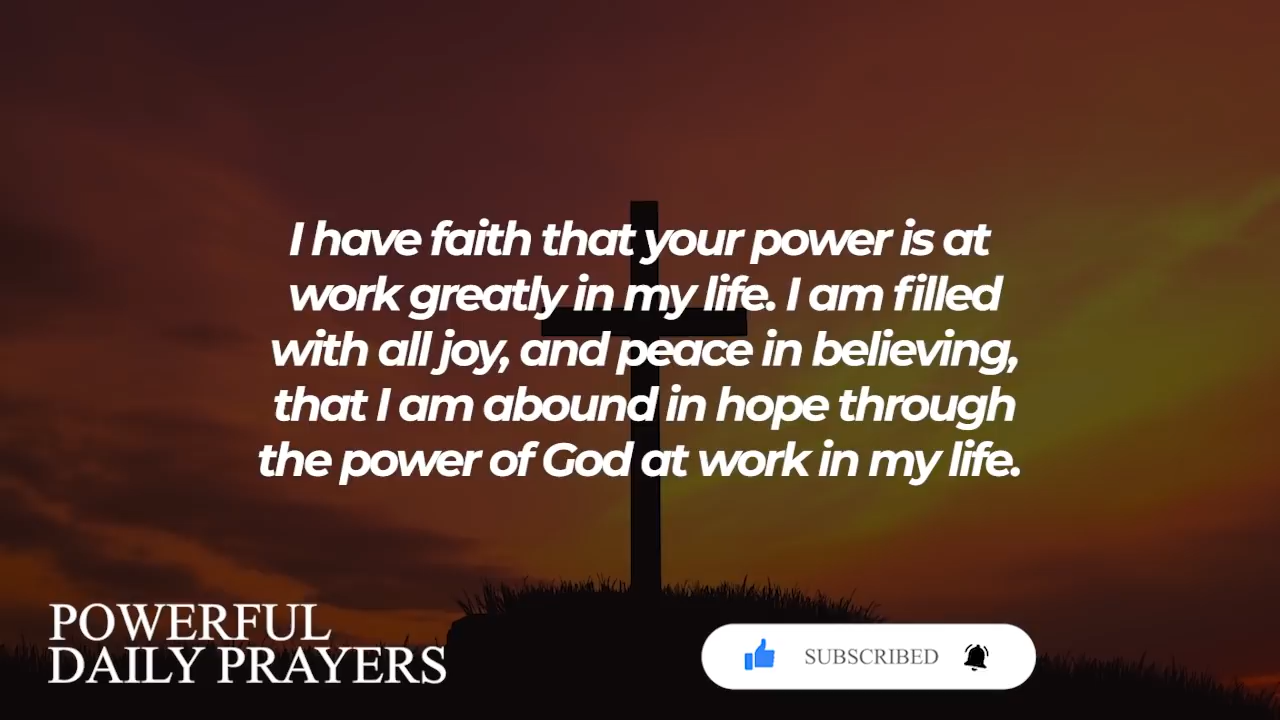 I have faith that your power is at
work greatly in my life. I am filled
with all joy, and peace in believing,
that I am abound in hope through
the power of God at work in my life.
POWERFUL
DAILY PRAYERS
SUBSCRIBED